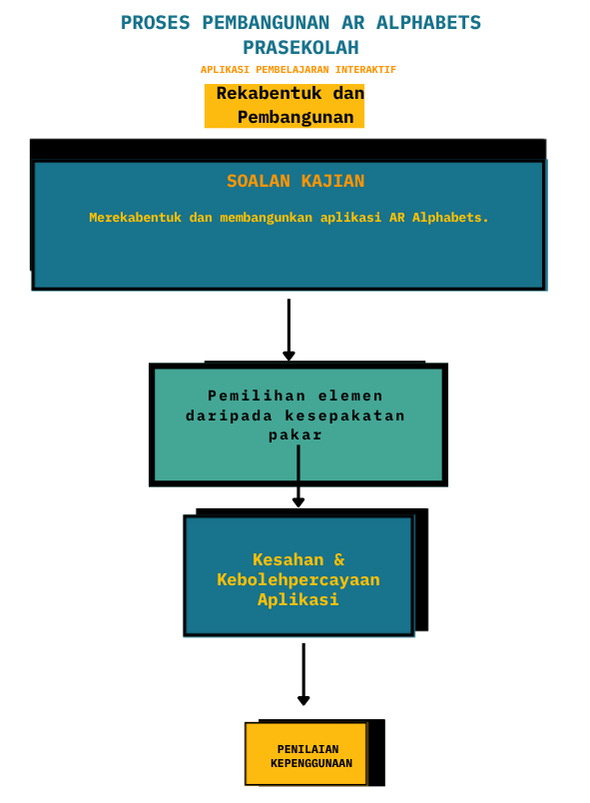 PROSES PEMBANGUNAN AR ALPHABETS
PRASEKOLAH
APLIKASI PEMBELAJARAN INTERAKTIF
Rekabentuk dan
Pembangunan
SOALAN KAJIAN
Merekabentuk dan membangunkan aplikasi AR Alphabets.
Pemilihan elemen
daripada kesepakatan
pakar
Kesahan &
Kebolehpercayaan
Aplikasi
PENILAIAN
KEPENGGUNAAN